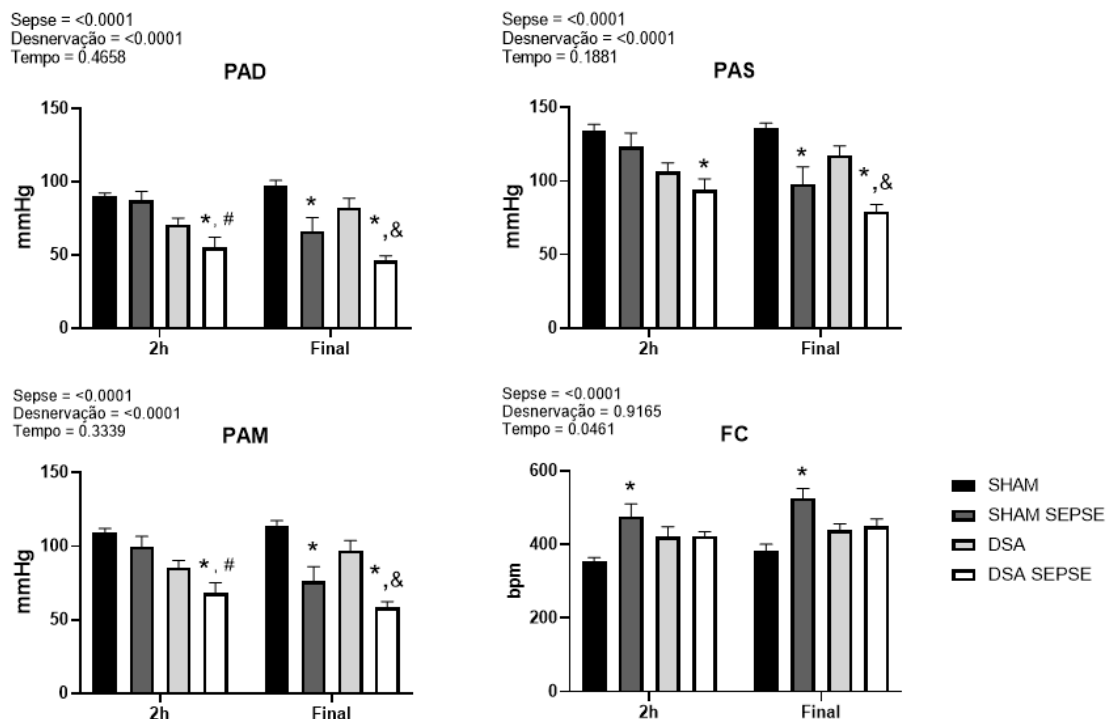 Sepse = <0.0001
Desnervação = <0.0001
Tempo = 0.4658
PAD
150
100
50
0
mmHg
*, #
*
*,&
2h
Final
Sepse = <0.0001
Desnervação = <0.0001
Tempo = 0.1881
PAS
150
100
50
0
mmHg
*
*
*,&
2h
Final
Sepse = <0.0001
Desnervação = <0.0001
Tempo = 0.3339
PAM
150
100
50
0
mmHg
*, #
*
*,&
2h
Final
Sepse = <0.0001
Desnervação = 0.9165
Tempo = 0.0461
FC
600
400
200
0
bpm
*
*
2h
Final
SHAM
SHAM SEPSE
DSA
DSA SEPSE